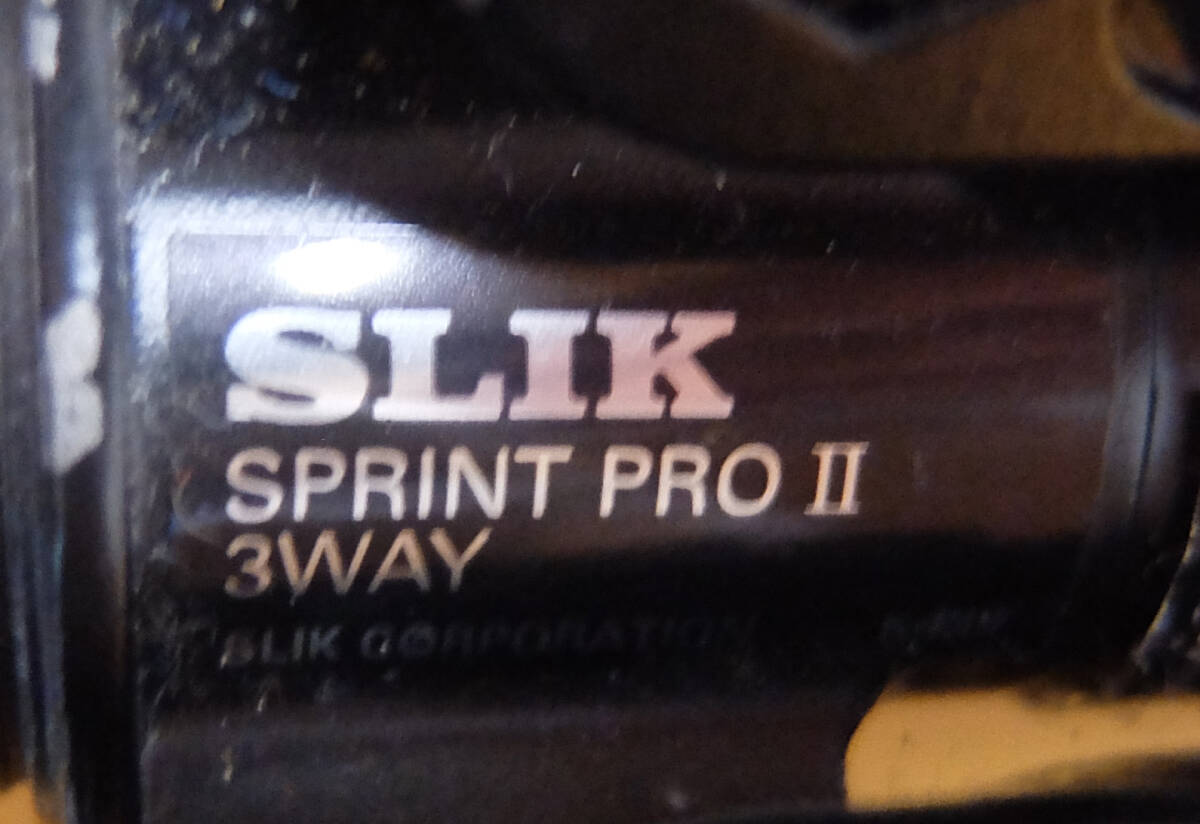 SLIK
SPRINT PRO II
3WAY
SLIK CORPORATION